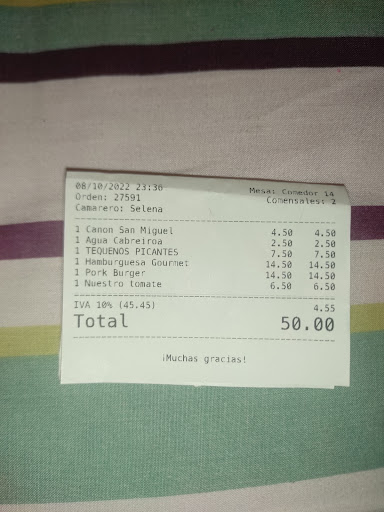 08/10/2022 23:30 Mesa: Comedor 14
Orden: 27591 Comensales: 2
Camarero: Selena
1 Canon San Miguel 4.50 4.50
1 Agua Cabreiroa 2.50 2.50
1 TEQUENOS PICANTES 7.50 7.50
1 Hamburguesa Gourmet 14.50 14.50
1 Pork Burger 14.50 14.50
1 Nuestro tomate 6.50 6.50
IVA 10% (45.45) 4.55
Total 50.00
¡Muchas gracias!